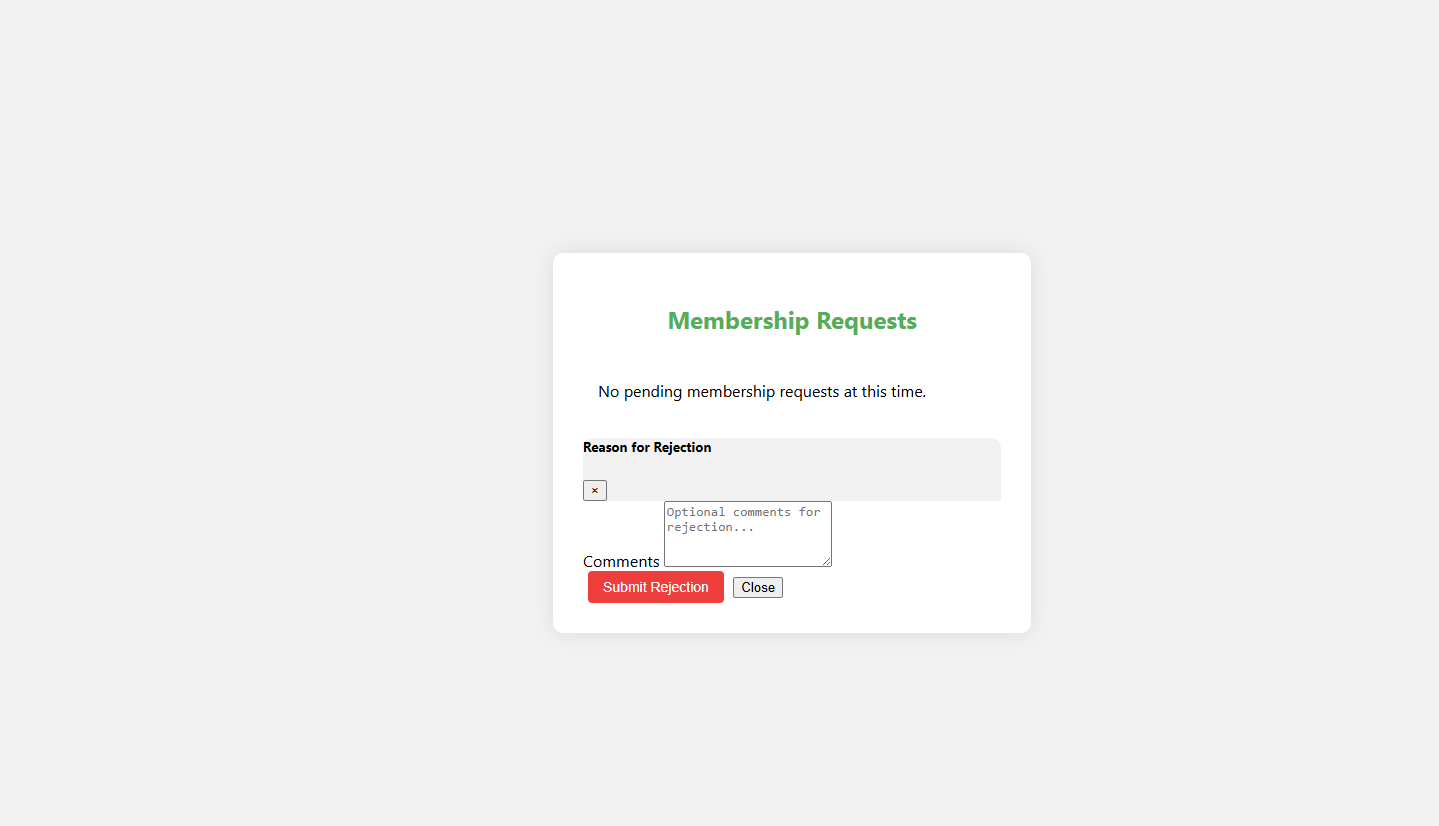 Membership Requests
No pending membership requests at this time.
Reason for Rejection
×
Optional comments for
rejection...
Comments
Submit Rejection Close